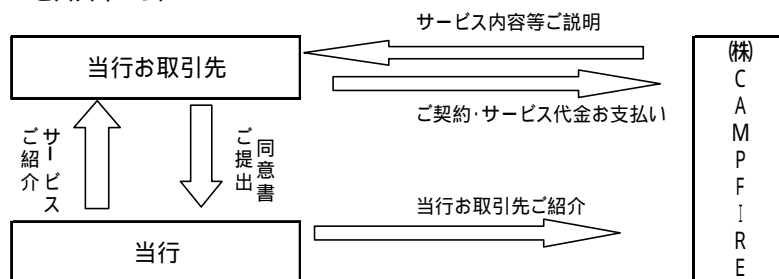 サービス内容等ご説明
当行お取引先
ご契約・サービス代金お支払い
サービス
ご紹介
同意書
ご提出
当行お取引先ご紹介
当行
㈱CAMPFIRE